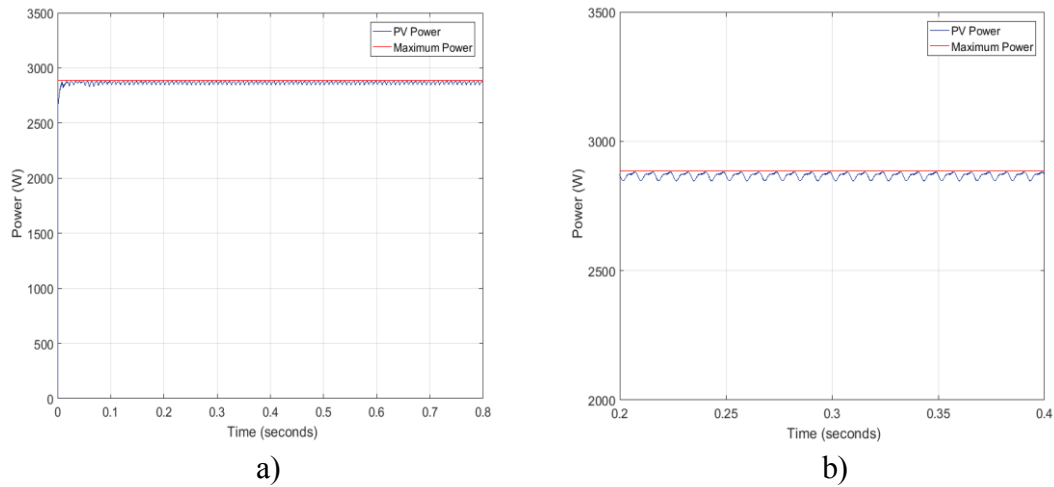 3500
3000
2500
2000
1500
1000
500
0
Power (W)
PV Power
Maximum Power
0 0.1 0.2 0.3 0.4 0.5 0.6 0.7 0.8
Time (seconds)
a)
3500
3000
2500
2000
Power (W)
PV Power
Maximum Power
0.2 0.25 0.3 0.35 0.4
Time (seconds)
b)